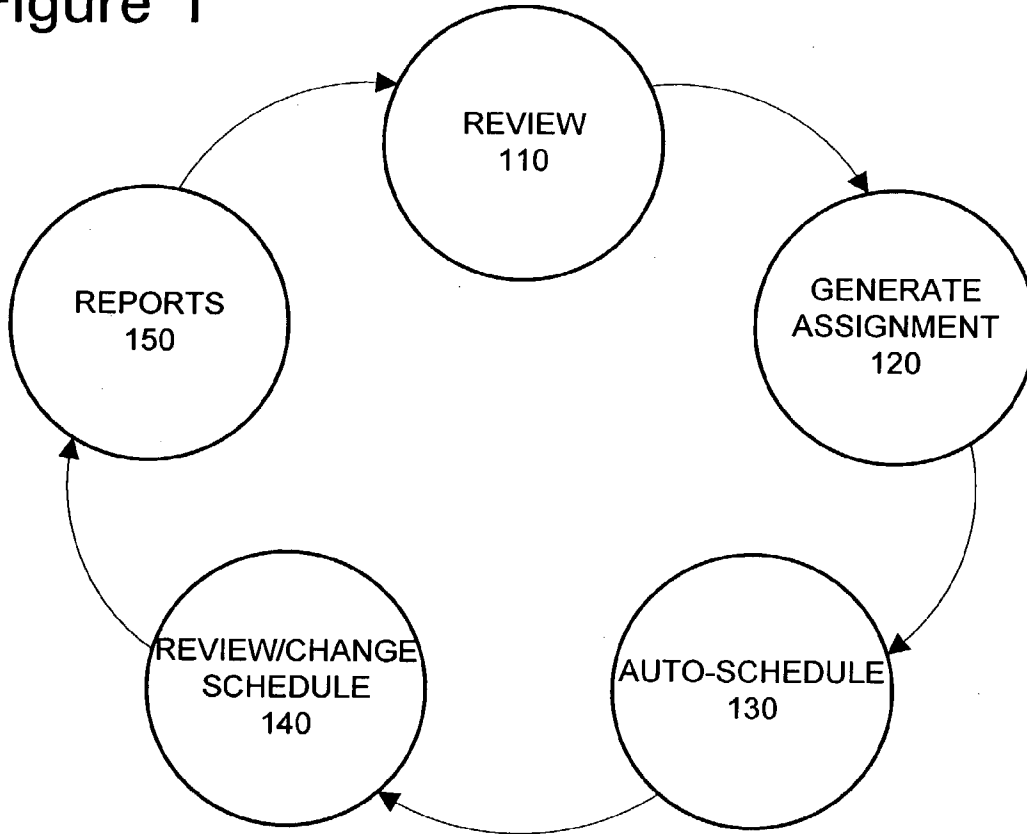 Figure 1
REVIEW
110
GENERATE
ASSIGNMENT
120
AUTO-SCHEDULE
130
REVIEW/CHANGE
SCHEDULE
140
REPORTS
150